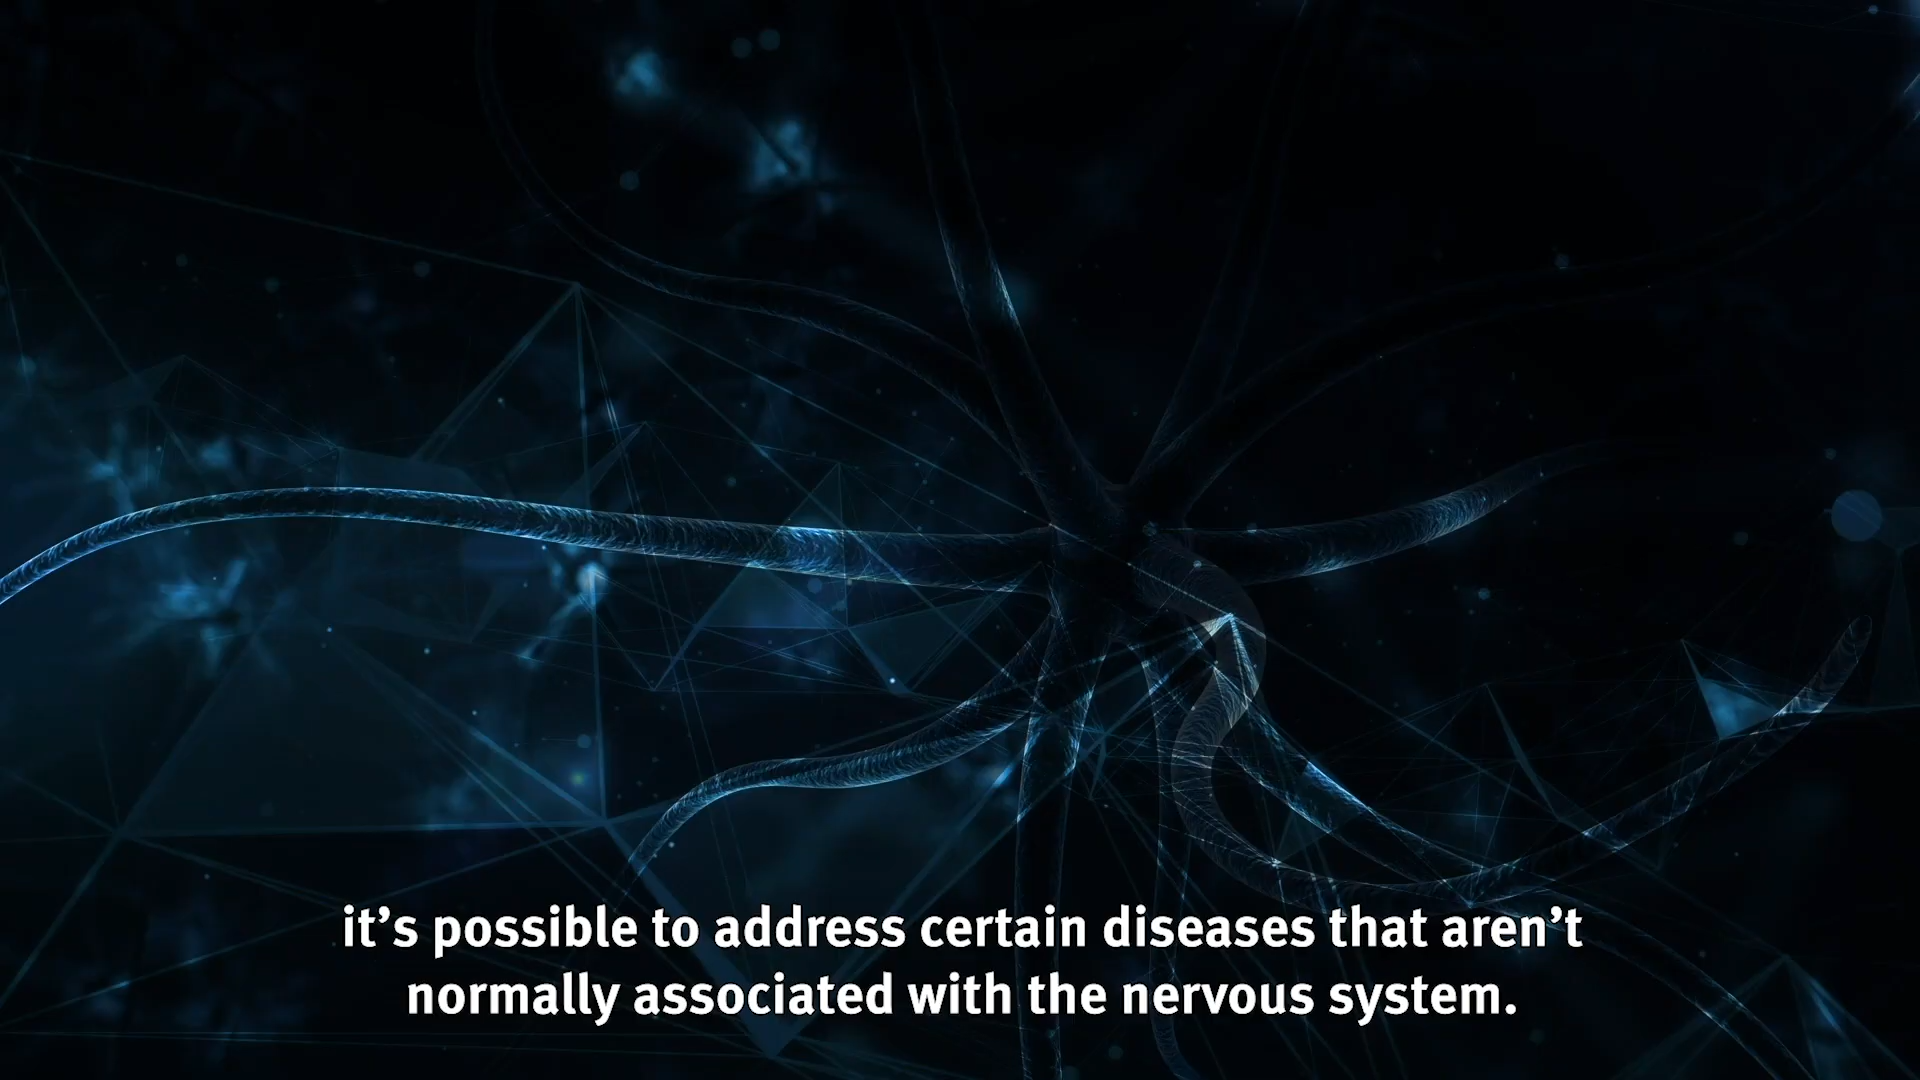 it’s possible to address certain diseases that aren’t
normally associated with the nervous system.